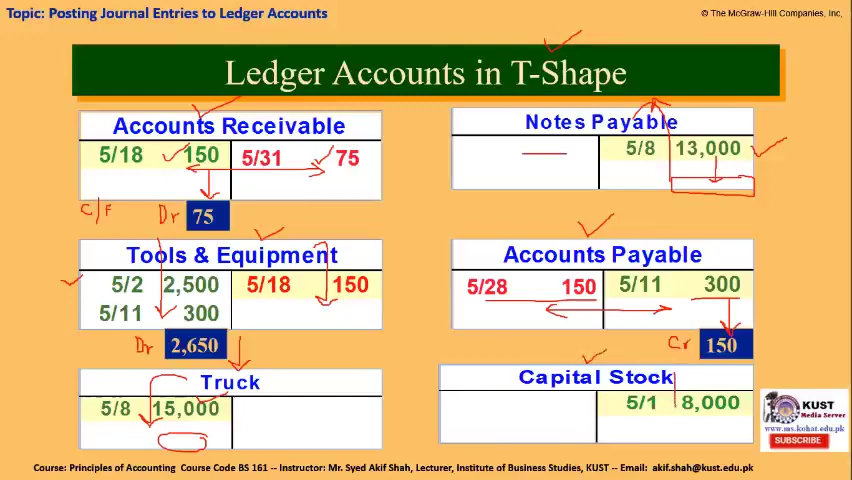 Topic: Posting Journal Entries to Ledger Accounts
© The McGraw-Hill Companies, Inc,
Ledger Accounts in T-Shape
Accounts Receivable
5/18 150 5/31 75
C/F Dr 75
Tools & Equipment
5/2 2,500 5/18 150
5/11 300
Dr 2,650
Truck
5/8 15,000
Notes Payable
5/8 13,000
Accounts Payable
5/28 150 5/11 300
Cr 150
Capital Stock
5/1 8,000
KUST
Media Server
www.ms.kohat.edu.pk
SUBSCRIBE
Course: Principles of Accounting Course Code BS 161 -- Instructor: Mr. Syed Akif Shah, Lecturer, Institute of Business Studies, KUST -- Email: akif.shah@kust.edu.pk